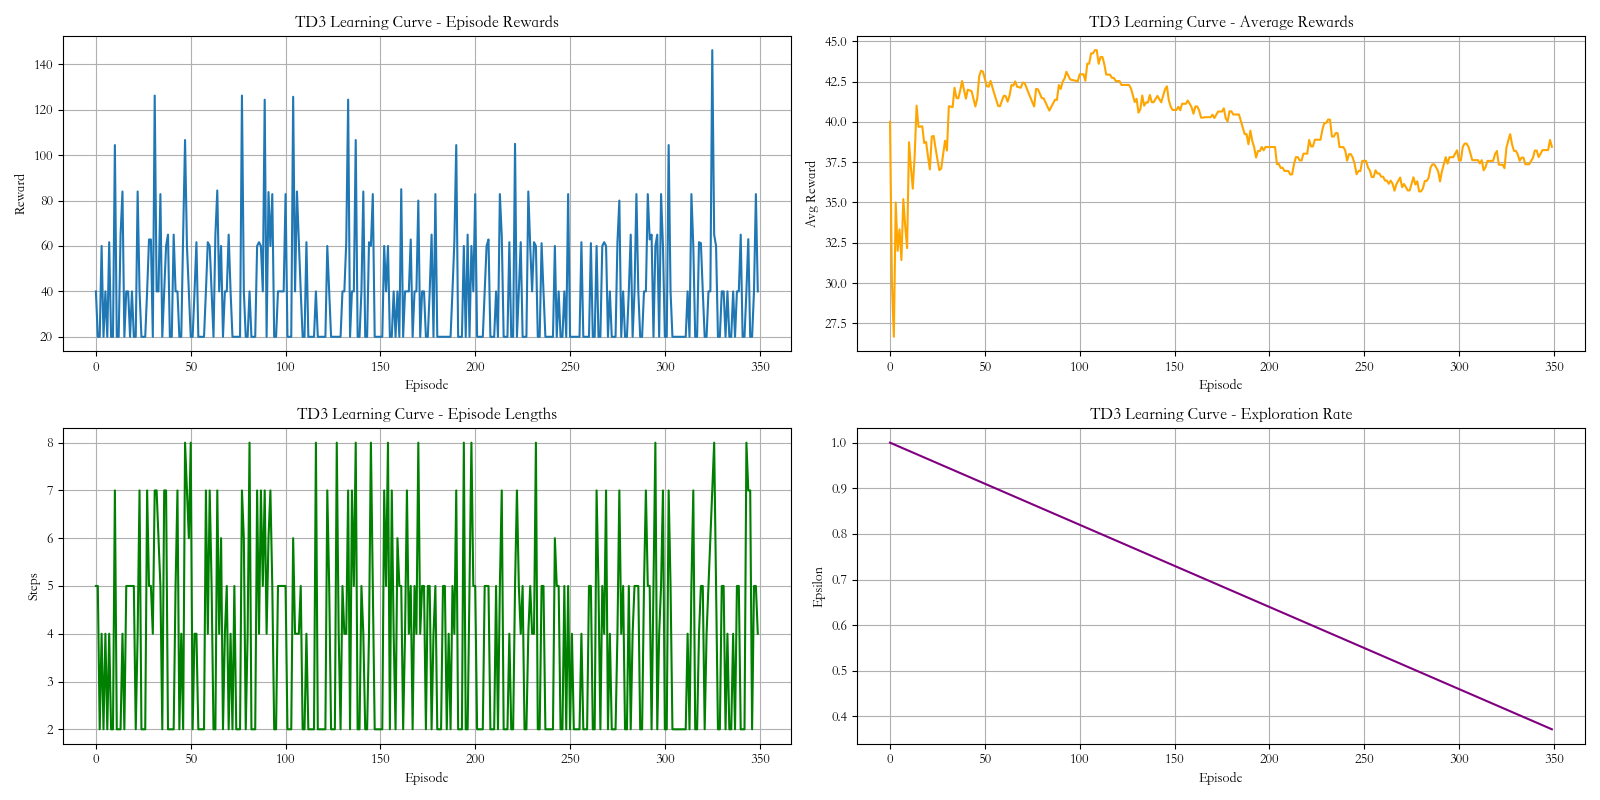 TD3 Learning Curve - Episode Rewards
Reward
140
120
100
80
60
40
20
0 50 100 150 200 250 300 350
Episode
TD3 Learning Curve - Average Rewards
Avg Reward
45.0
42.5
40.0
37.5
35.0
32.5
30.0
27.5
0 50 100 150 200 250 300 350
Episode
TD3 Learning Curve - Episode Lengths
Steps
8
7
6
5
4
3
2
0 50 100 150 200 250 300 350
Episode
TD3 Learning Curve - Exploration Rate
Epsilon
1.0
0.9
0.8
0.7
0.6
0.5
0.4
0 50 100 150 200 250 300 350
Episode